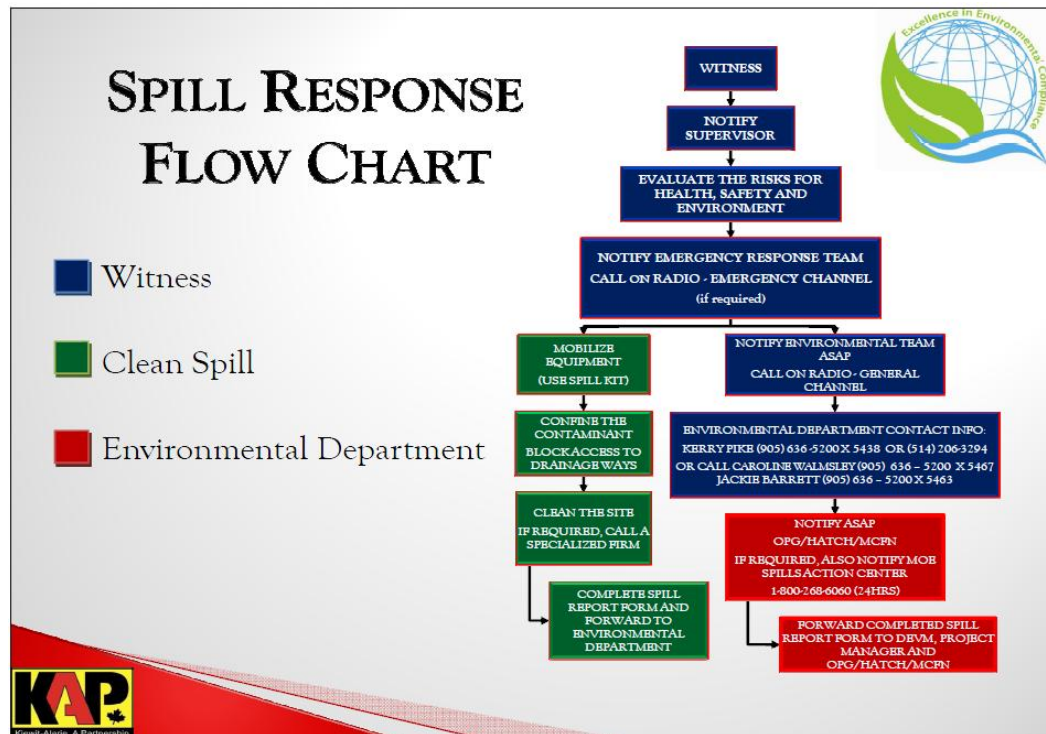 SPILL RESPONSE
FLOW CHART
Witness
Clean Spill
Environmental Department
Excellence in Environmental Compliance
WITNESS
NOTIFY
SUPERVISOR
EVALUATE THE RISKS FOR
HEALTH, SAFETY AND
ENVIRONMENT
NOTIFY EMERGENCY RESPONSE TEAM
CALL ON RADIO - EMERGENCY CHANNEL
(if required)
MOBILIZE
EQUIPMENT
(USE SPILL KIT)
CONFINE THE
CONTAMINANT
BLOCK ACCESS TO
DRAINAGE WAYS
CLEAN THE SITE
IF REQUIRED, CALL A
SPECIALIZED FIRM
COMPLETE SPILL
REPORT FORM AND
FORWARD TO
ENVIRONMENTAL
DEPARTMENT
NOTIFY ENVIRONMENTAL TEAM
ASAP
CALL ON RADIO - GENERAL
CHANNEL
ENVIRONMENTAL DEPARTMENT CONTACT INFO:
KERRY PIKE (905) 636-5200 X 5438 OR (514) 206-3294
OR CALL CAROLINE WALMSLEY (905) 636 – 5200 X 5467
JACKIE BARRETT (905) 636 – 5200 X 5463
NOTIFY ASAP
OPG/HATCH/MCFN
IF REQUIRED, ALSO NOTIFY MOE
SPILLS ACTION CENTER
1-800-268-6060 (24HRS)
FORWARD COMPLETED SPILL
REPORT FORM TO DEVM, PROJECT
MANAGER AND
OPG/HATCH/MCFN
KAP
Kiewit-Alarie, A Partnership